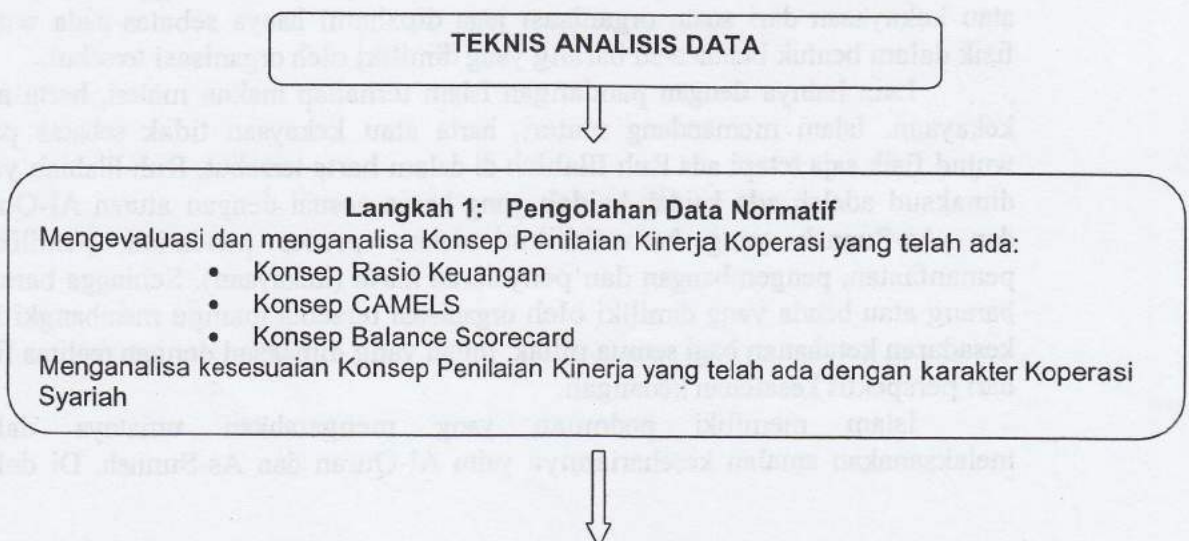 TEKNIS ANALISIS DATA
Langkah 1: Pengolahan Data Normatif
Mengevaluasi dan menganalisa Konsep Penilaian Kinerja Koperasi yang telah ada:
• Konsep Rasio Keuangan
• Konsep CAMELS
• Konsep Balance Scorecard
Menganalisa kesesuaian Konsep Penilaian Kinerja yang telah ada dengan karakter Koperasi
Syariah